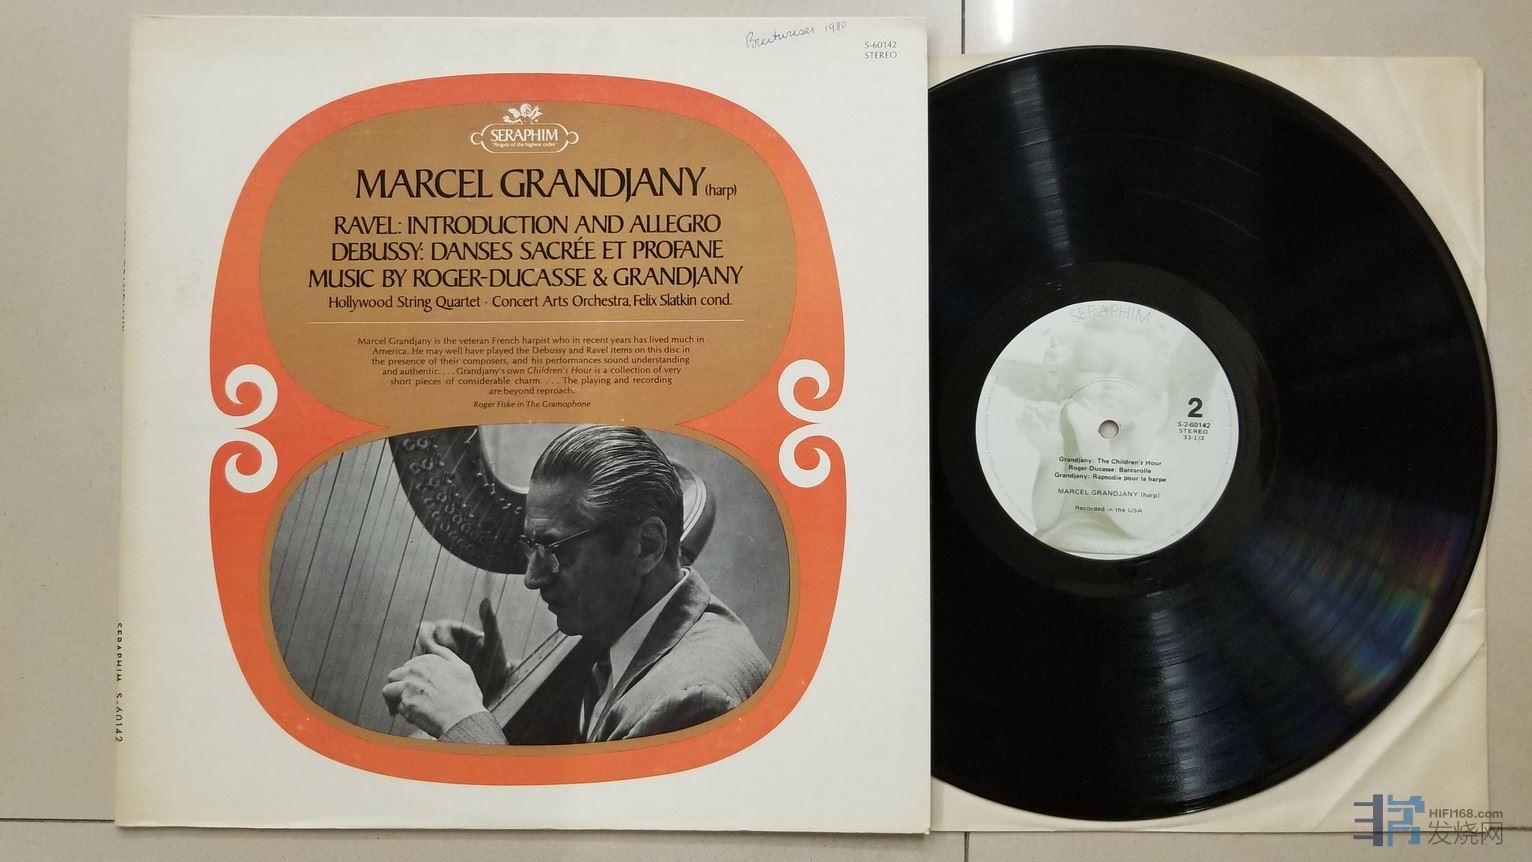 Breitwieser 1980
S-60142
STEREO
SERAPHIM
"Angels of the highest order"
MARCEL GRANDJANY (harp)
RAVEL: INTRODUCTION AND ALLEGRO
DEBUSSY: DANSES SACRÉE ET PROFANE
MUSIC BY ROGER-DUCASSE & GRANDJANY
Hollywood String Quartet · Concert Arts Orchestra, Felix Slatkin cond.
Marcel Grandjany is the veteran French harpist who in recent years has lived much in
America. He may well have played the Debussy and Ravel items on this disc in
the presence of their composers, and his performances sound understanding
and authentic. . . . Grandjany's own Children's Hour is a collection of very
short pieces of considerable charm. . . . The playing and recording
are beyond reproach.
Roger Fiske in The Gramophone
SERAPHIM S-60142
SERAPHIM
2
S-2-60142
STEREO
33-1/3
Grandjany: The Children's Hour
Roger-Ducasse: Barcarolle
Grandjany: Rapsodie pour la harpe
MARCEL GRANDJANY (harp)
Recorded in the USA
HIFI168.com
发烧网